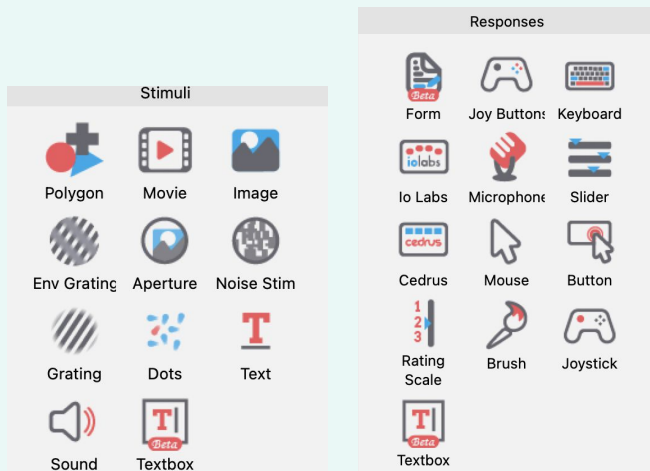 Stimuli
Polygon
Movie
Image
Env Grating
Aperture
Noise Stim
Grating
Dots
T
Text
Sound
T
Beta
Textbox
Responses
Beta
Form
Joy Buttons
Keyboard
iolabs
Io Labs
Microphone
Slider
cedrus
Cedrus
Mouse
Button
1
2
3
Rating
Scale
Brush
Joystick
T
Beta
Textbox